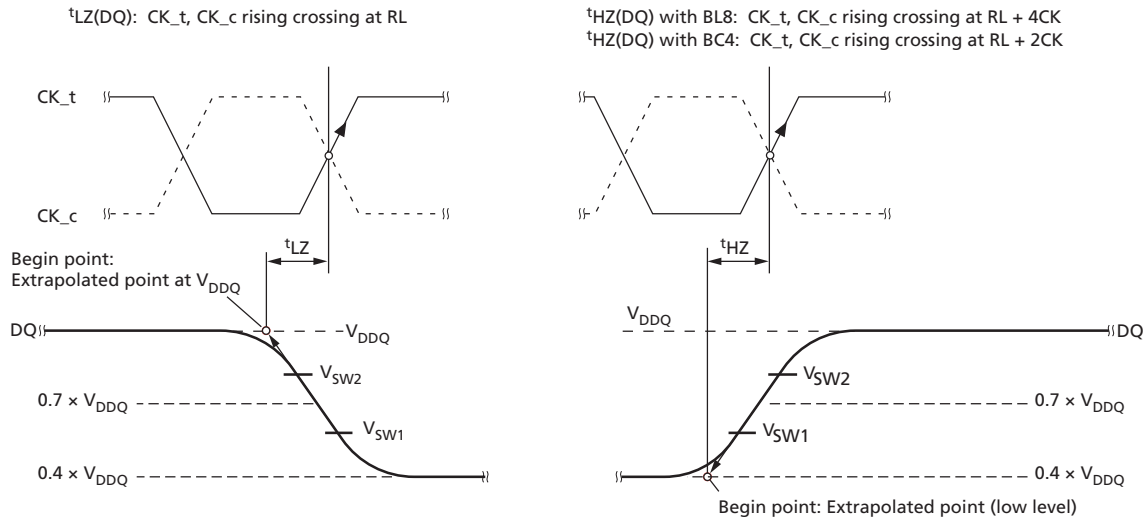 tLZ(DQ): CK_t, CK_c rising crossing at RL
tHZ(DQ) with BL8: CK_t, CK_c rising crossing at RL + 4CK
tHZ(DQ) with BC4: CK_t, CK_c rising crossing at RL + 2CK
CK_t
CK_c
tLZ
Begin point:
Extrapolated point at VDDQ
DQ
VDDQ
VSW2
0.7 × VDDQ
VSW1
0.4 × VDDQ
tHZ
VDDQ
DQ
VSW2
0.7 × VDDQ
VSW1
0.4 × VDDQ
Begin point: Extrapolated point (low level)